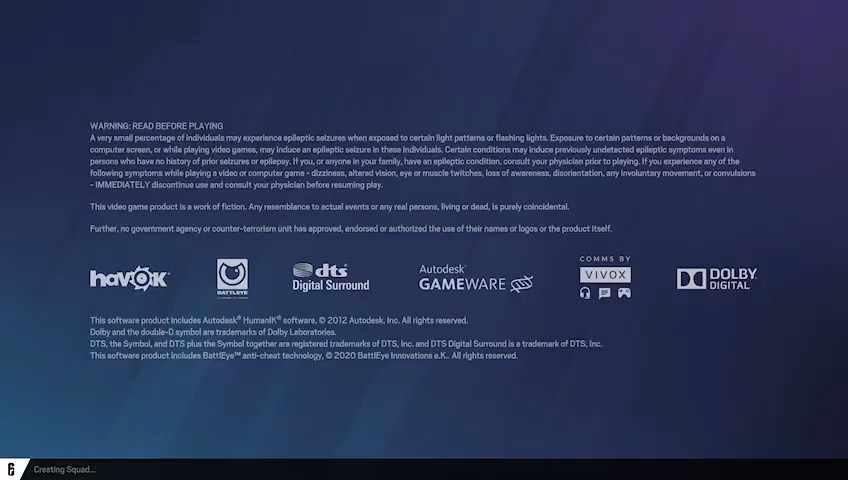 WARNING: READ BEFORE PLAYING
A very small percentage of individuals may experience epileptic seizures when exposed to certain light patterns or flashing lights. Exposure to certain patterns or backgrounds on a
computer screen, or while playing video games, may induce an epileptic seizure in these individuals. Certain conditions may induce previously undetected epileptic symptoms even in
persons who have no history of prior seizures or epilepsy. If you, or anyone in your family, have an epileptic condition, consult your physician prior to playing. If you experience any of the
following symptoms while playing a video or computer game - dizziness, altered vision, eye or muscle twitches, loss of awareness, disorientation, any involuntary movement, or convulsions
- IMMEDIATELY discontinue use and consult your physician before resuming play.
This video game product is a work of fiction. Any resemblance to actual events or any real persons, living or dead, is purely coincidental.
Further, no government agency or counter-terrorism unit has approved, endorsed or authorized the use of their names or logos or the product itself.
havok
BATTLEYE
dts
Digital Surround
Autodesk®
GAMEWARE
COMMS BY
VIVOX
DOLBY
DIGITAL
This software product includes Autodesk® HumanIK® software, © 2012 Autodesk, Inc. All rights reserved.
Dolby and the double-D symbol are trademarks of Dolby Laboratories.
DTS, the Symbol, and DTS plus the Symbol together are registered trademarks of DTS, Inc. and DTS Digital Surround is a trademark of DTS, Inc.
This software product includes BattlEye™ anti-cheat technology, © 2020 BattlEye Innovations e.K.. All rights reserved.
6 Creating Squad...